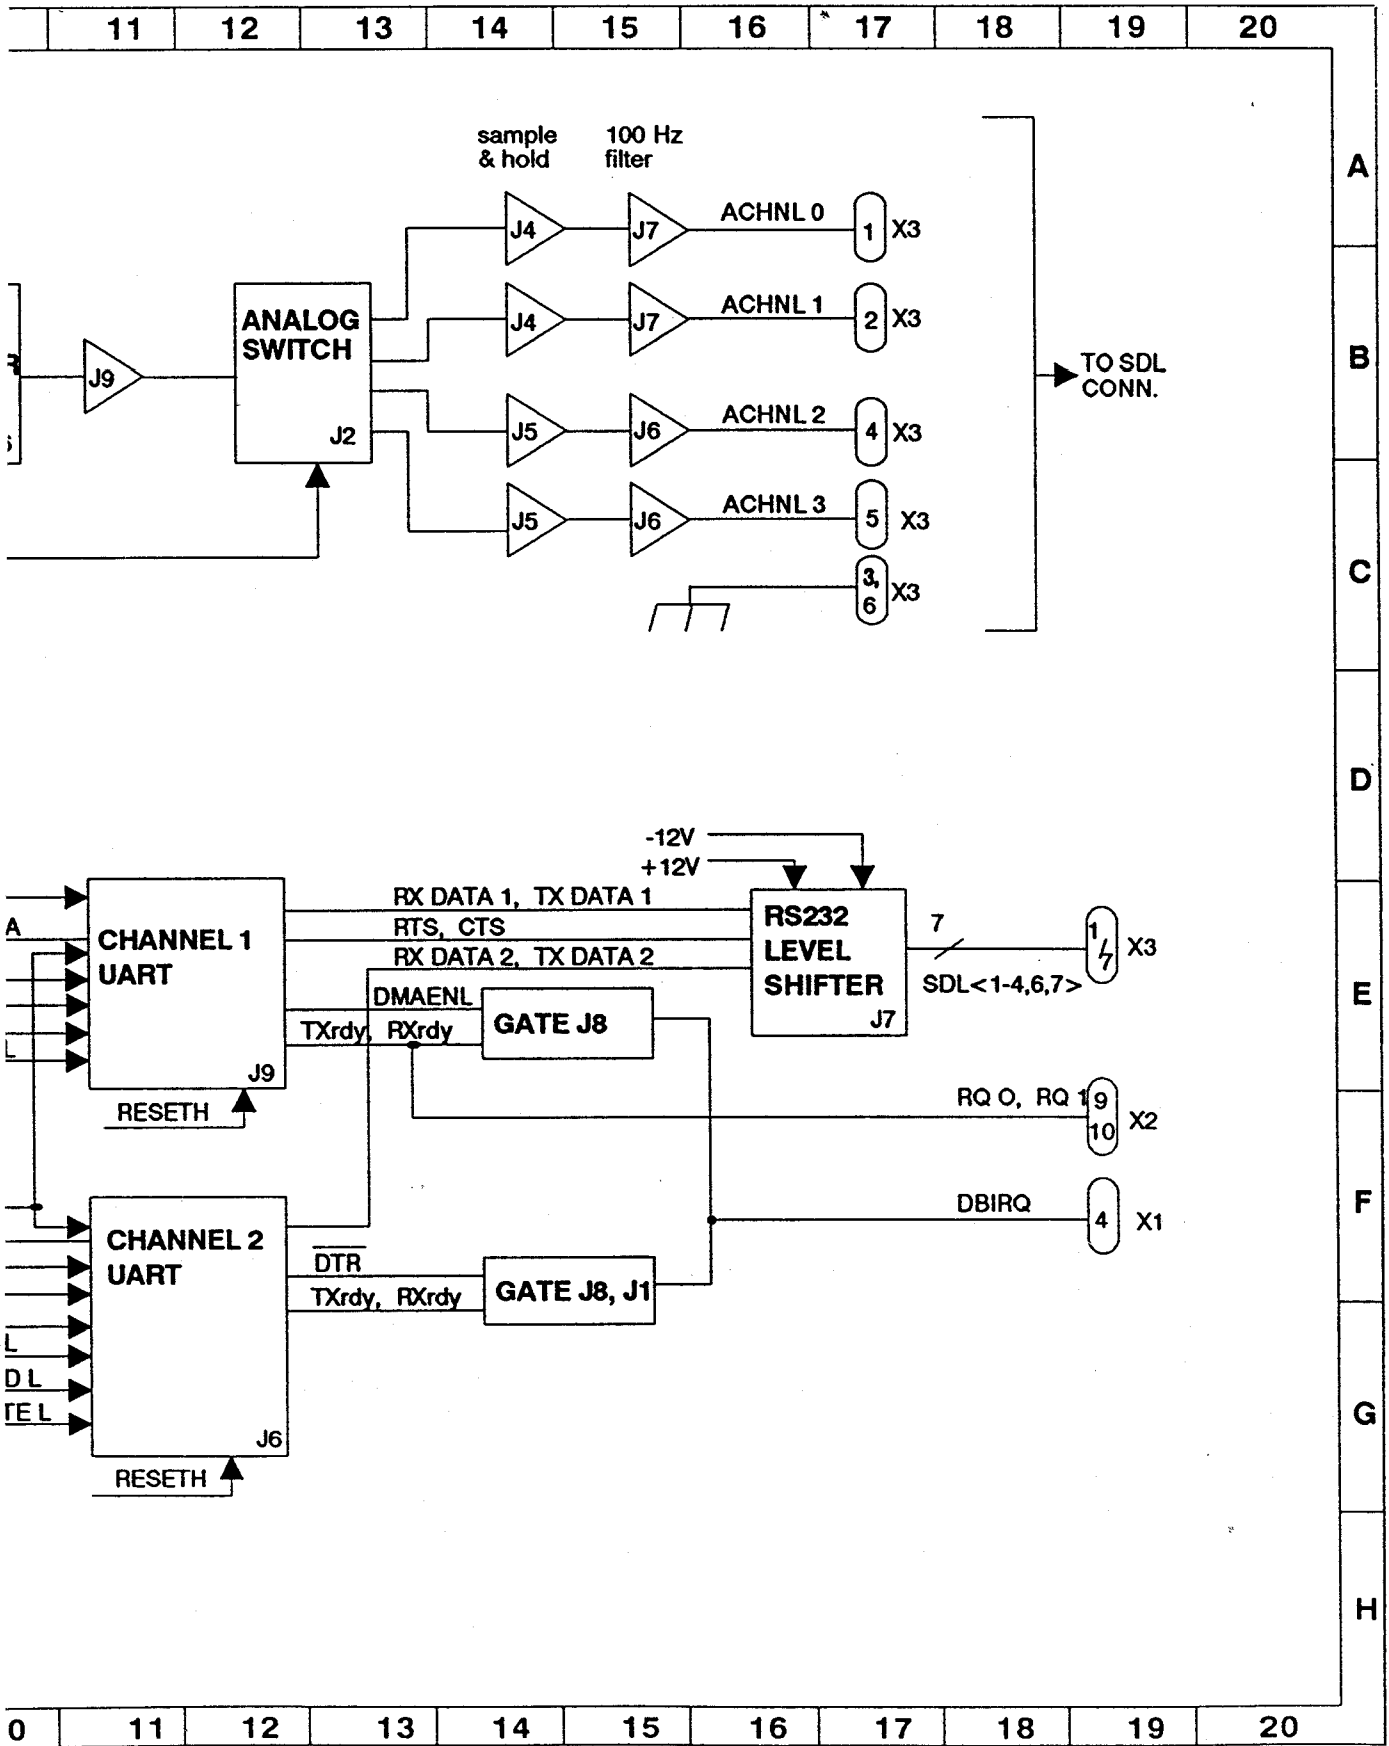 11 12 13 14 15 16 17 18 19 20
A
B
C
D
E
F
G
H
sample
& hold
100 Hz
filter
J4 J7 ACHNL 0 1 X3
ANALOG
SWITCH
J2
J4 J7 ACHNL 1 2 X3
R
J9
TO SDL
CONN.
J5 J6 ACHNL 2 4 X3
J5 J6 ACHNL 3 5 X3
3,
6
X3
-12V
+12V
A
CHANNEL 1
UART
J9
RX DATA 1, TX DATA 1
RTS, CTS
RX DATA 2, TX DATA 2
DMAENL
TXrdy, RXrdy
GATE J8
RS232
LEVEL
SHIFTER
J7
7
SDL<1-4,6,7>
1/7
X3
L
RESETH
RQ O, RQ 1
9
10
X2
CHANNEL 2
UART
J6
DTR
TXrdy, RXrdy
GATE J8, J1
DBIRQ
4
X1
L
D L
TE L
RESETH
0 11 12 13 14 15 16 17 18 19 20